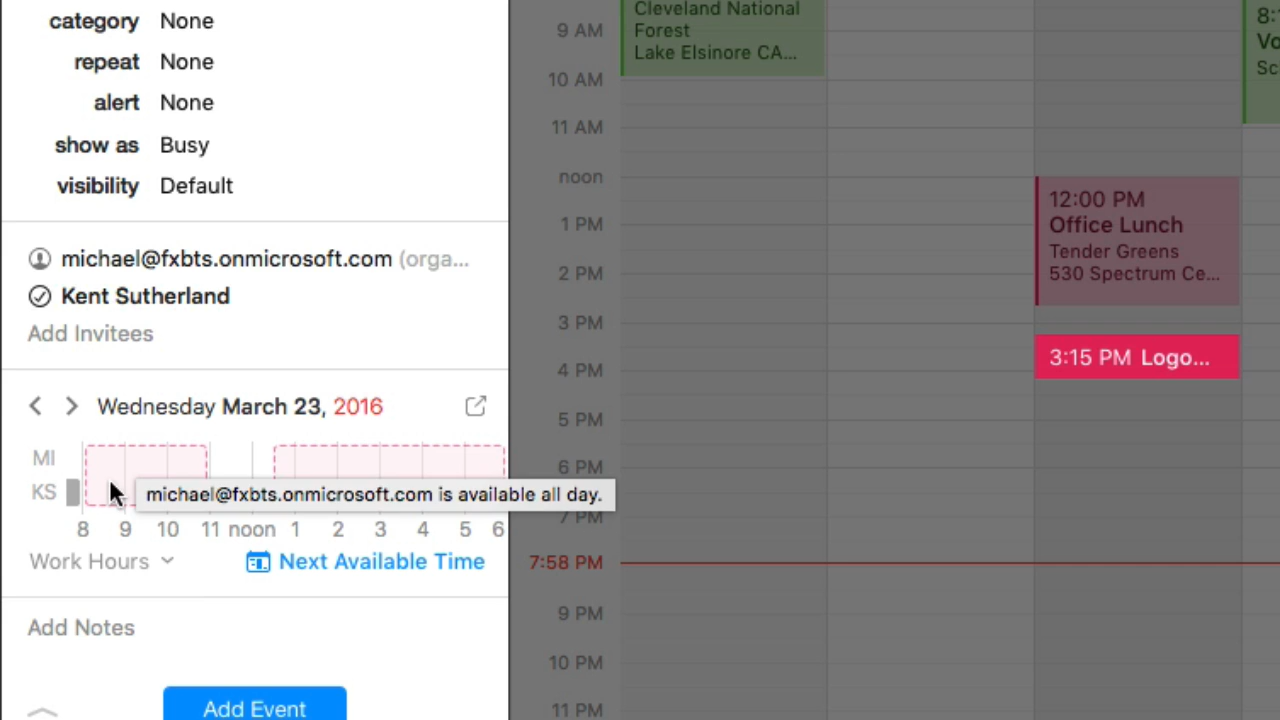 category None
repeat None
alert None
show as Busy
visibility Default
michael@fxbts.onmicrosoft.com (orga...
Kent Sutherland
Add Invitees
Wednesday March 23, 2016
MI
KS
michael@fxbts.onmicrosoft.com is available all day.
8 9 10 11 noon 1 2 3 4 5 6
Work Hours
Next Available Time
Add Notes
Add Event
9 AM
10 AM
11 AM
noon
1 PM
2 PM
3 PM
4 PM
5 PM
6 PM
7 PM
7:58 PM
9 PM
10 PM
11 PM
Cleveland National
Forest
Lake Elsinore CA...
12:00 PM
Office Lunch
Tender Greens
530 Spectrum Ce...
3:15 PM Logo...
8:
Vo
Sc